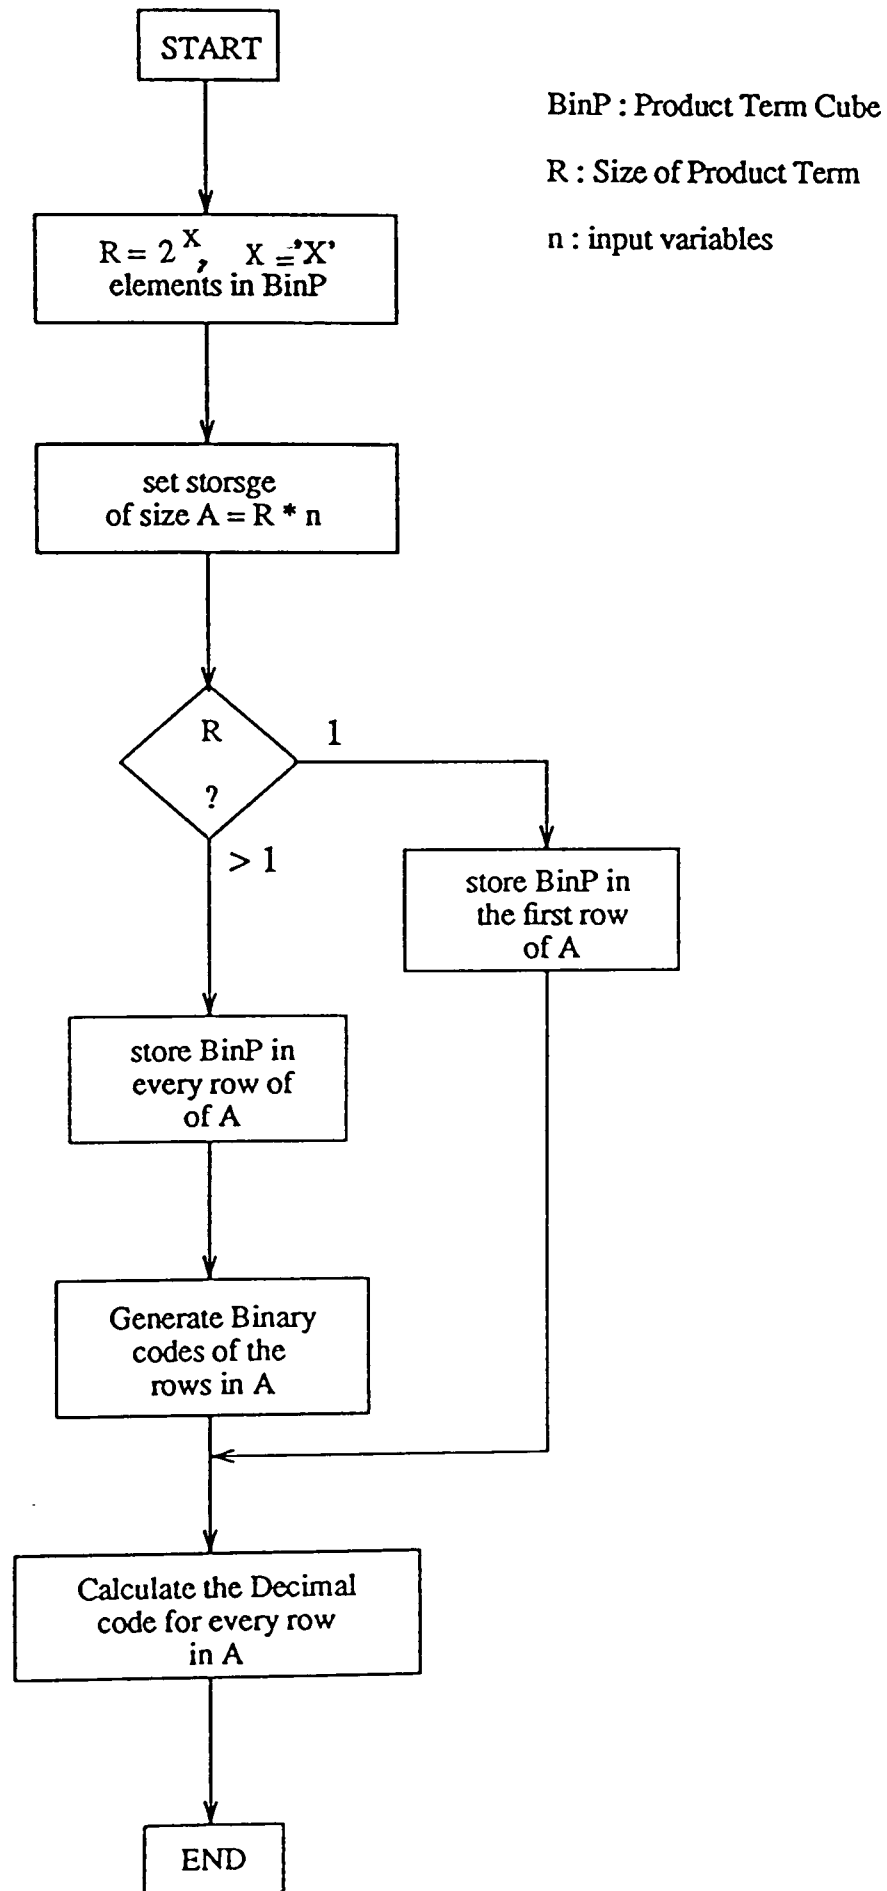 START
BinP : Product Term Cube
R : Size of Product Term
n : input variables
R = 2^X, X = 'X'
elements in BinP
set storsge
of size A = R * n
R
?
1
> 1
store BinP in
the first row
of A
store BinP in
every row of
of A
Generate Binary
codes of the
rows in A
Calculate the Decimal
code for every row
in A
END